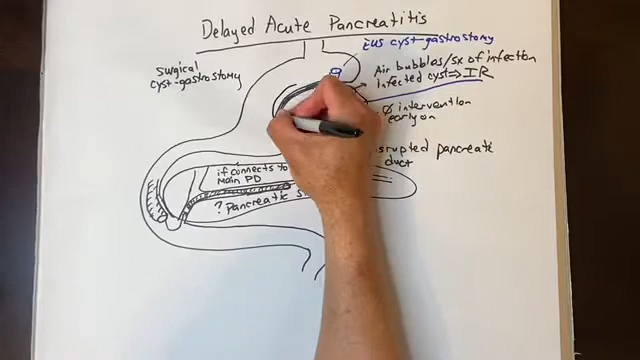 Delayed Acute Pancreatitis
EUS cyst-gastrostomy
surgical
cyst-gastrostomy
Air bubbles/sx of infection
infected cyst ⇒ IR
Ø intervention
early on
disrupted pancreatic
duct
if connects to
main PD
? Pancreatic